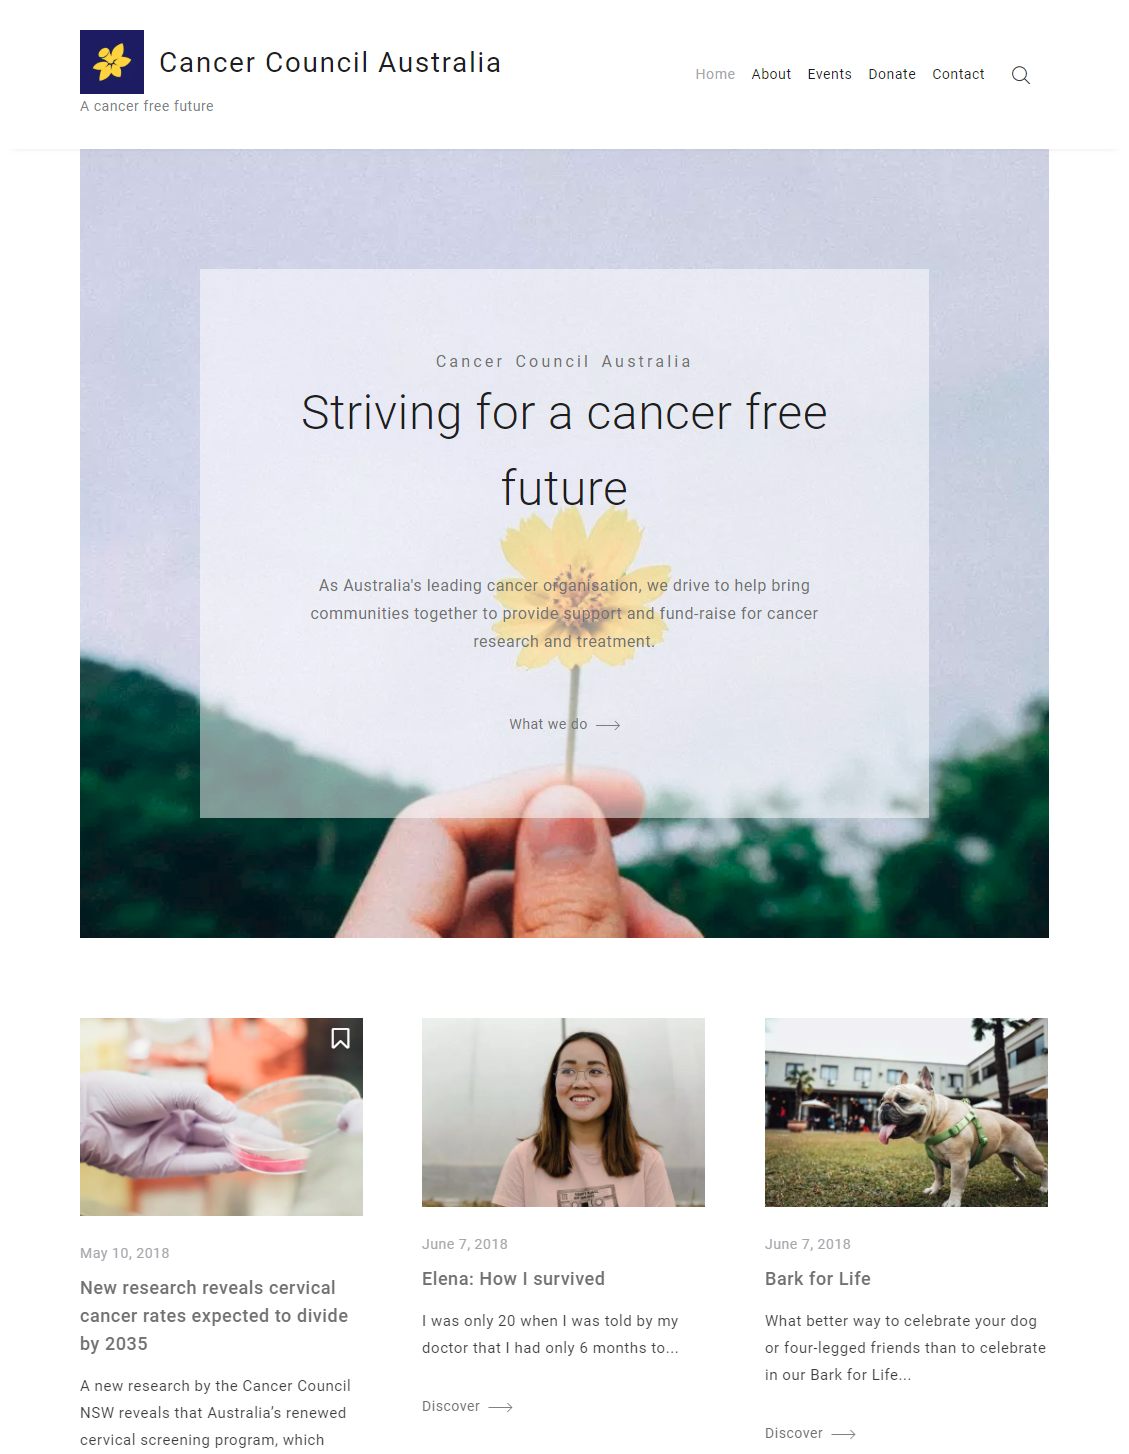 Cancer Council Australia
A cancer free future
Home About Events Donate Contact
Cancer Council Australia
Striving for a cancer free
future
As Australia's leading cancer organisation, we drive to help bring
communities together to provide support and fund-raise for cancer
research and treatment.
What we do
May 10, 2018
New research reveals cervical
cancer rates expected to divide
by 2035
A new research by the Cancer Council
NSW reveals that Australia’s renewed
cervical screening program, which
June 7, 2018
Elena: How I survived
I was only 20 when I was told by my
doctor that I had only 6 months to...
Discover
June 7, 2018
Bark for Life
What better way to celebrate your dog
or four-legged friends than to celebrate
in our Bark for Life...
Discover